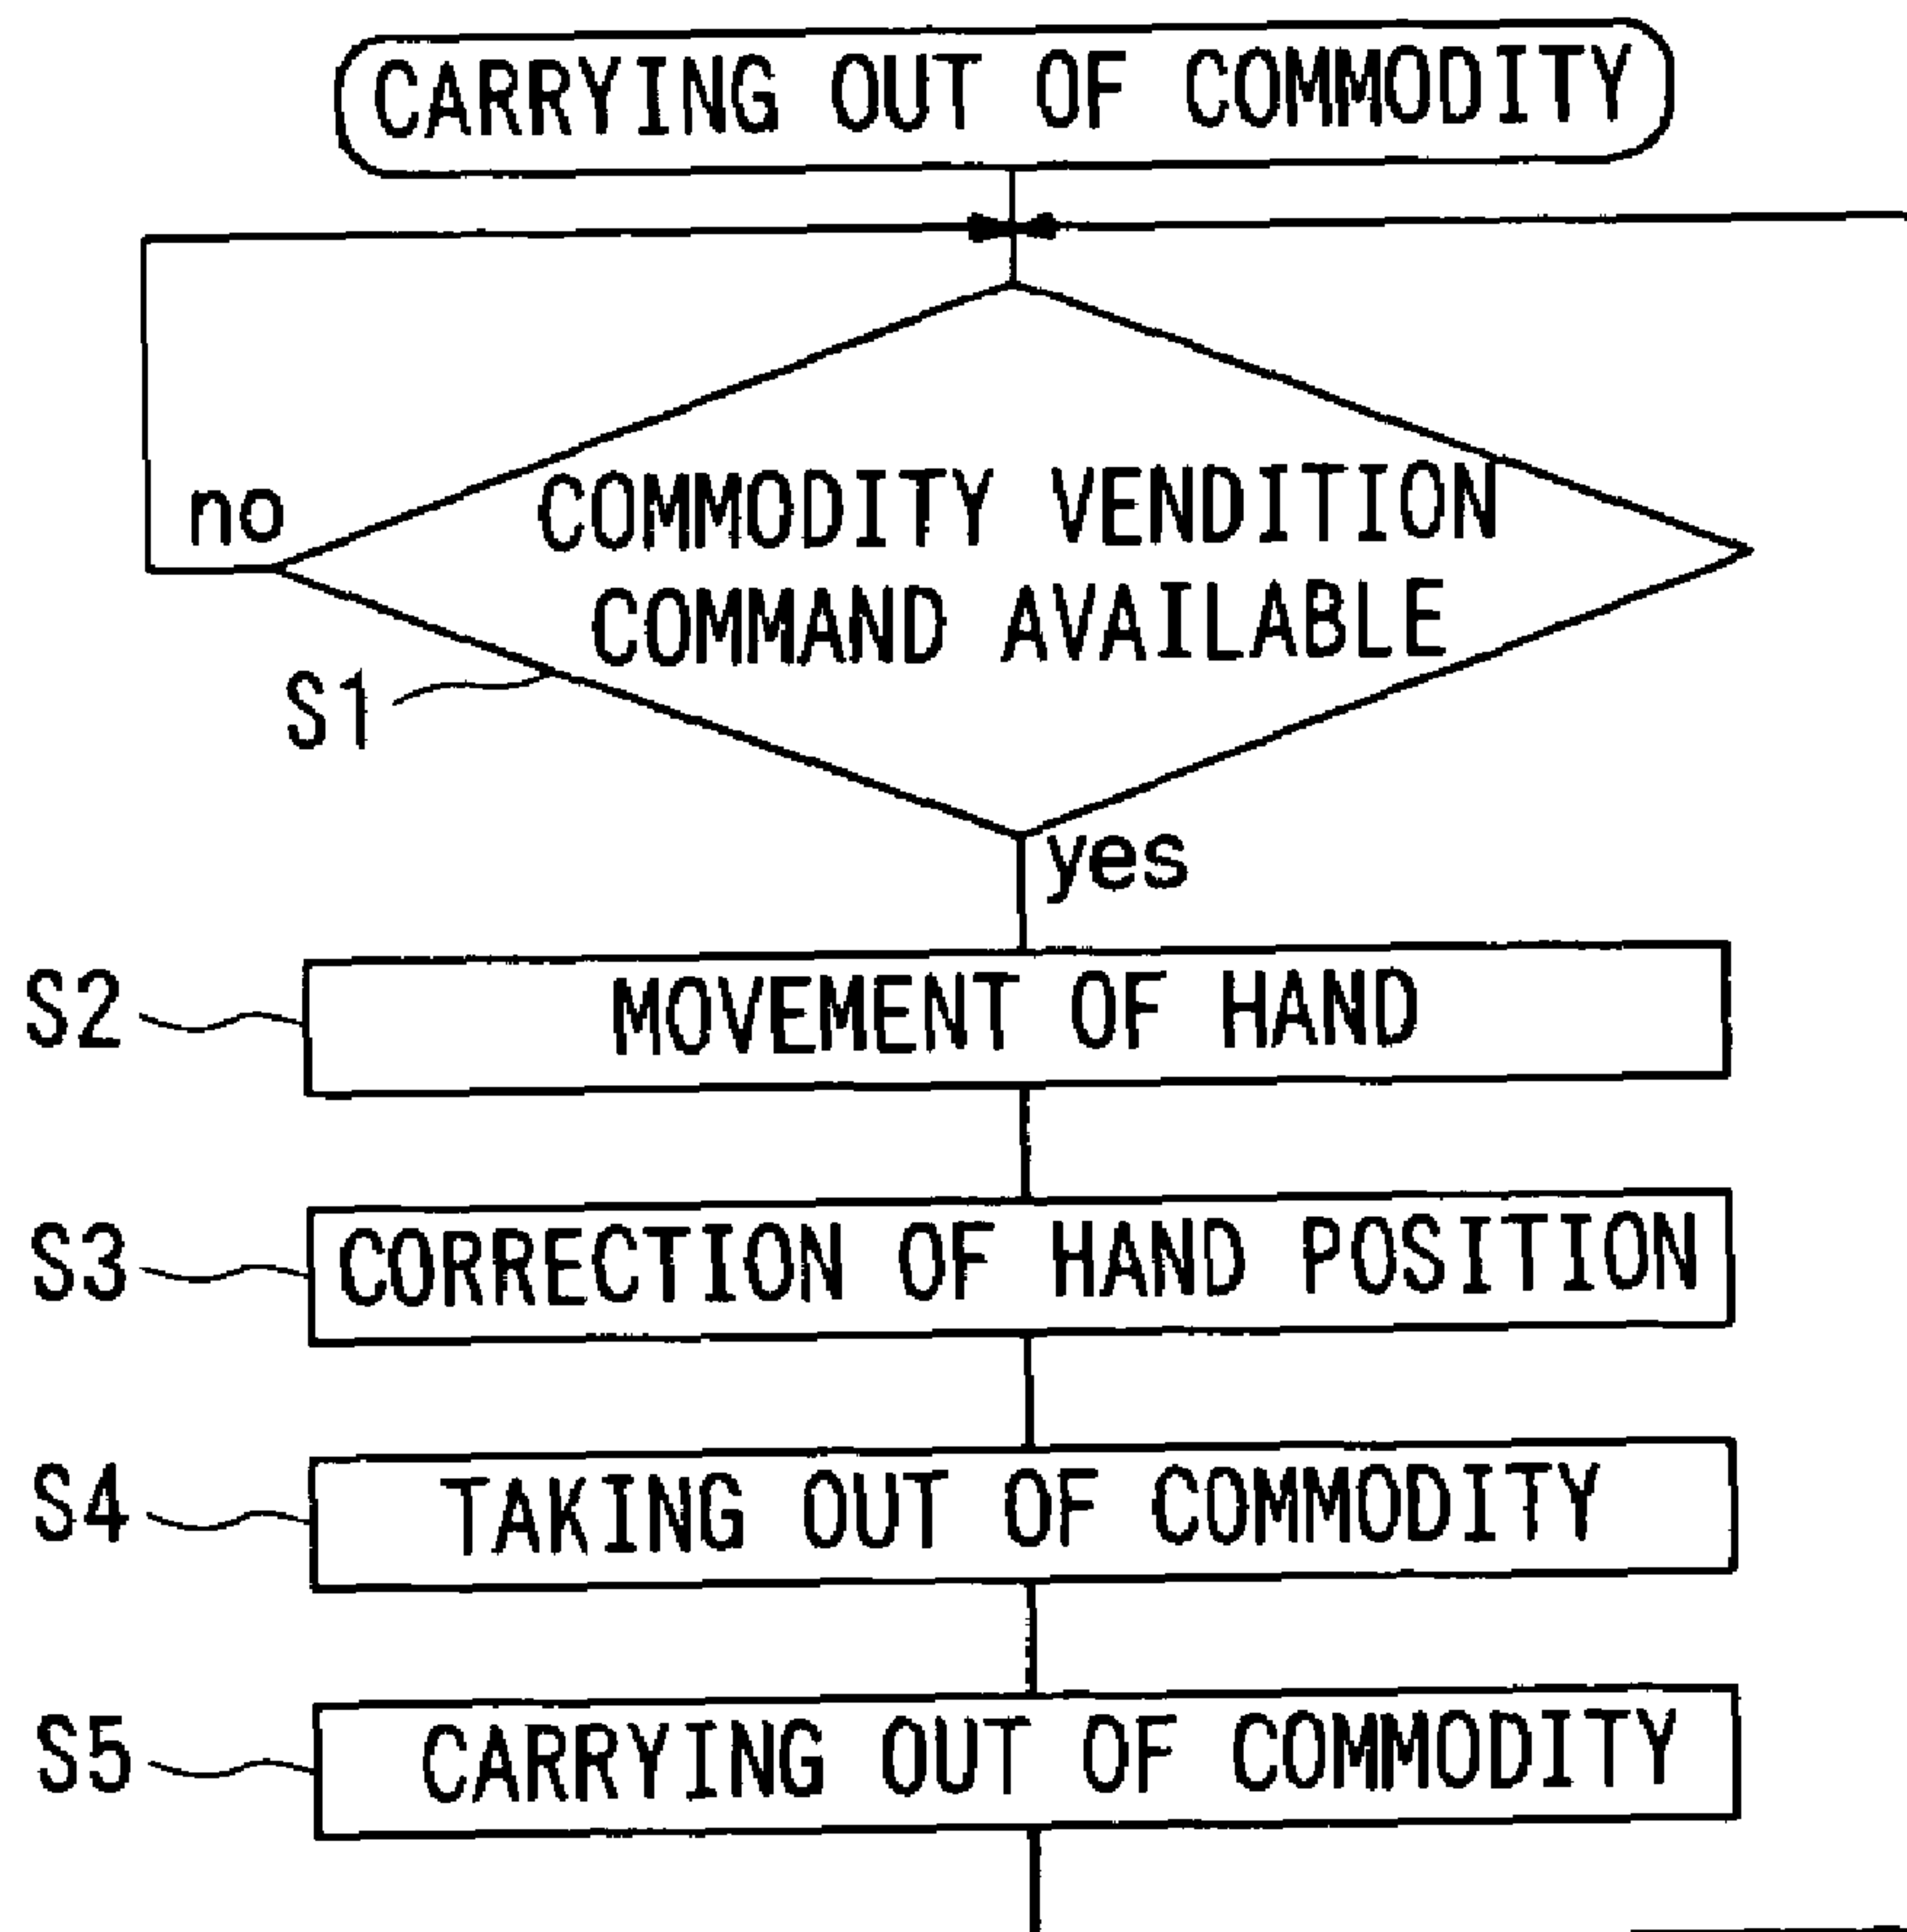 CARRYING OUT OF COMMODITY
no
COMMODITY VENDITION
COMMAND AVAILABLE
S1
yes
S2
MOVEMENT OF HAND
S3
CORRECTION OF HAND POSITION
S4
TAKING OUT OF COMMODITY
S5
CARRYING OUT OF COMMODITY